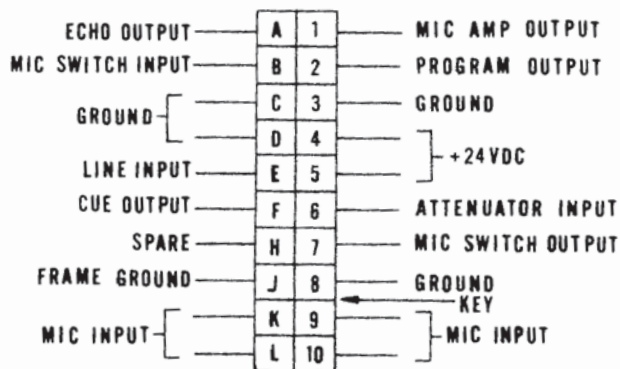 ECHO OUTPUT A 1 MIC AMP OUTPUT
MIC SWITCH INPUT B 2 PROGRAM OUTPUT
C 3 GROUND
GROUND
D 4
+24VDC
LINE INPUT E 5
CUE OUTPUT F 6 ATTENUATOR INPUT
SPARE H 7 MIC SWITCH OUTPUT
FRAME GROUND J 8 GROUND
KEY
K 9
MIC INPUT MIC INPUT
L 10